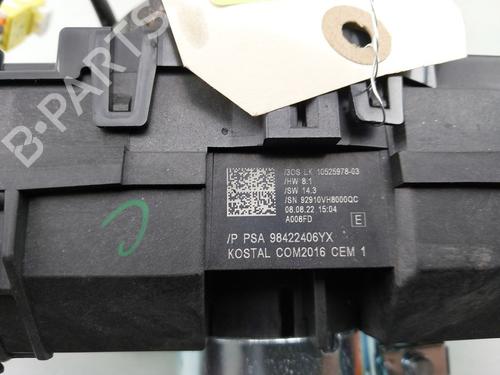 B-PARTS
/3OS LK 10525978-03
/HW 8.1
/SW 14.3
/SN 92910VH8000QC
08.08.22 15:04
A008FD
E
/P PSA 98422406YX
KOSTAL COM2016 CEM 1